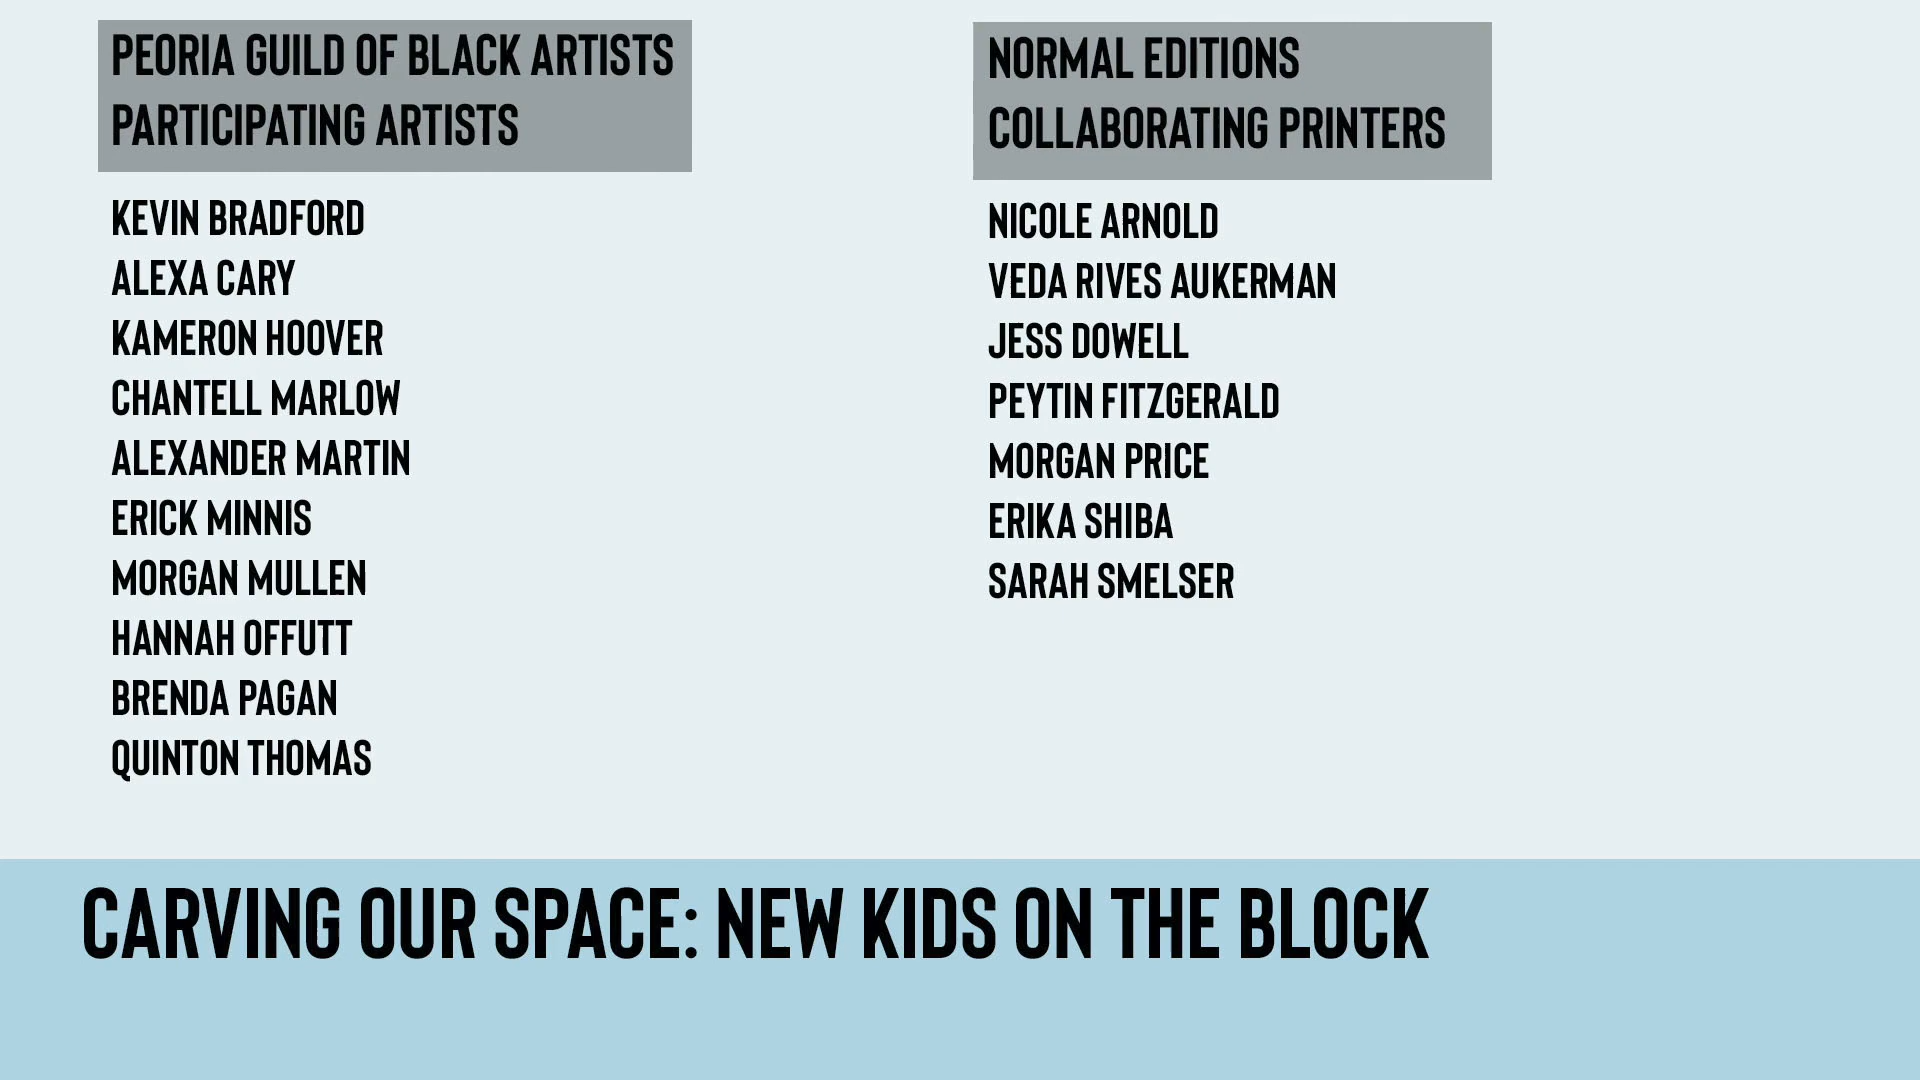 PEORIA GUILD OF BLACK ARTISTS
PARTICIPATING ARTISTS
KEVIN BRADFORD
ALEXA CARY
KAMERON HOOVER
CHANTELL MARLOW
ALEXANDER MARTIN
ERICK MINNIS
MORGAN MULLEN
HANNAH OFFUTT
BRENDA PAGAN
QUINTON THOMAS
NORMAL EDITIONS
COLLABORATING PRINTERS
NICOLE ARNOLD
VEDA RIVES AUKERMAN
JESS DOWELL
PEYTIN FITZGERALD
MORGAN PRICE
ERIKA SHIBA
SARAH SMELSER
CARVING OUR SPACE: NEW KIDS ON THE BLOCK